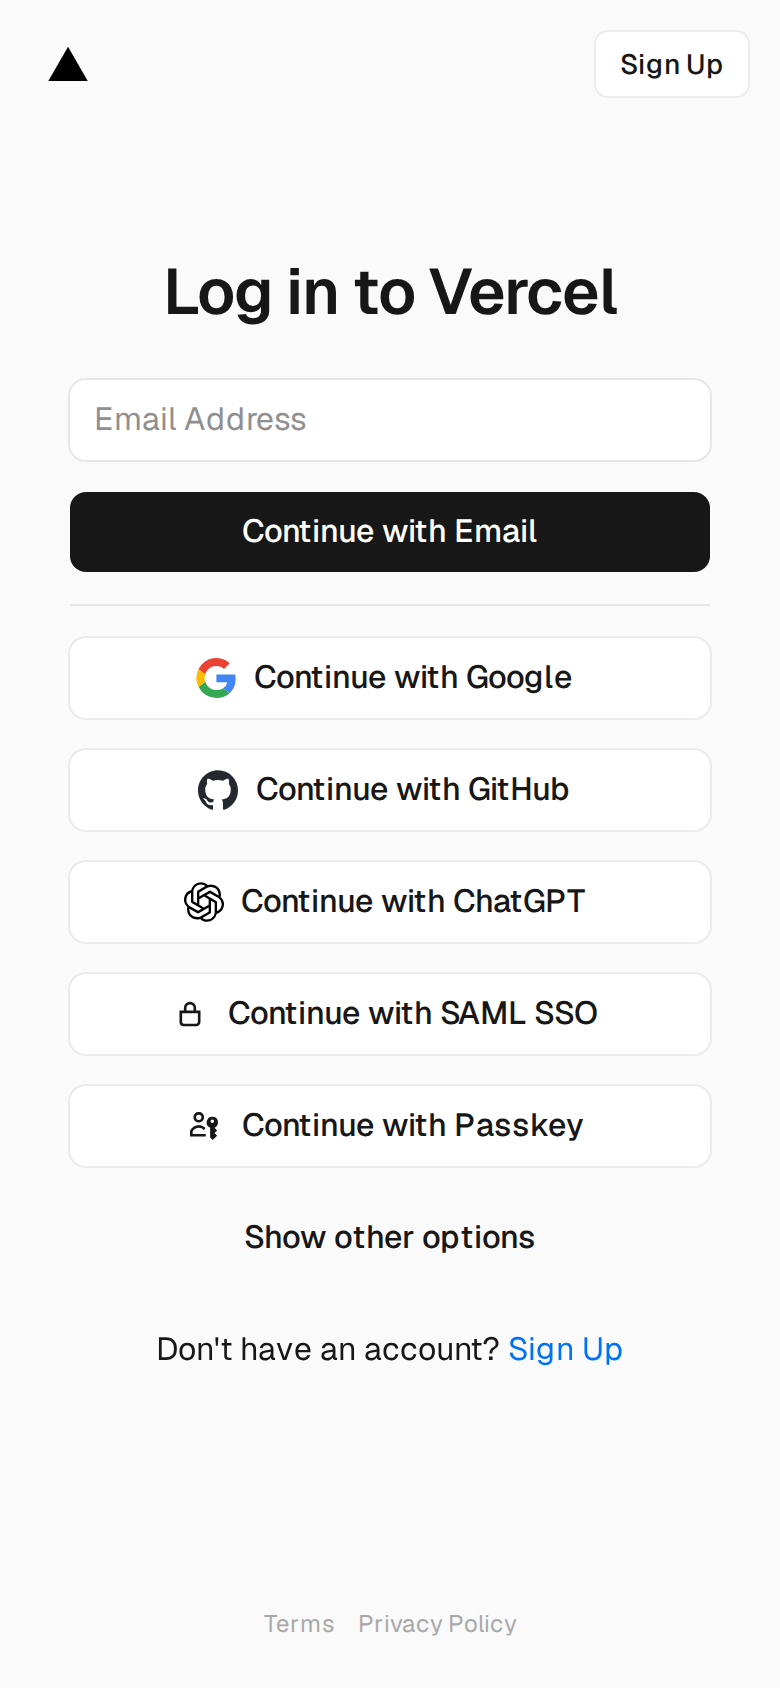 Sign Up
Log in to Vercel
Email Address
Continue with Email
Continue with Google
Continue with GitHub
Continue with ChatGPT
Continue with SAML SSO
Continue with Passkey
Show other options
Don't have an account? Sign Up
Terms Privacy Policy